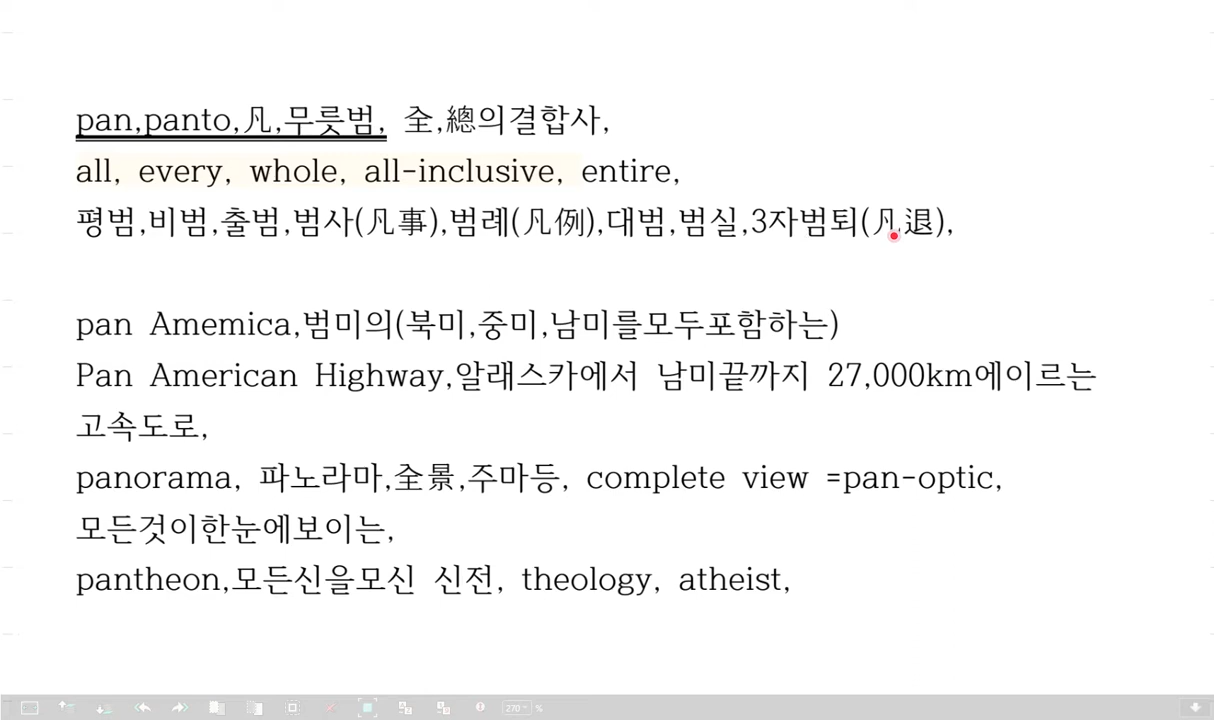 pan,panto,凡,무릇범, 全,總의결합사,
all, every, whole, all-inclusive, entire,
평범,비범,출범,범사(凡事),범례(凡例),대범,범실,3자범퇴(凡退),
pan Amemica,범미의(북미,중미,남미를모두포함하는)
Pan American Highway,알래스카에서 남미끝까지 27,000km에이르는
고속도로,
panorama, 파노라마,全景,주마등, complete view =pan-optic,
모든것이한눈에보이는,
pantheon,모든신을모신 신전, theology, atheist,
270 %